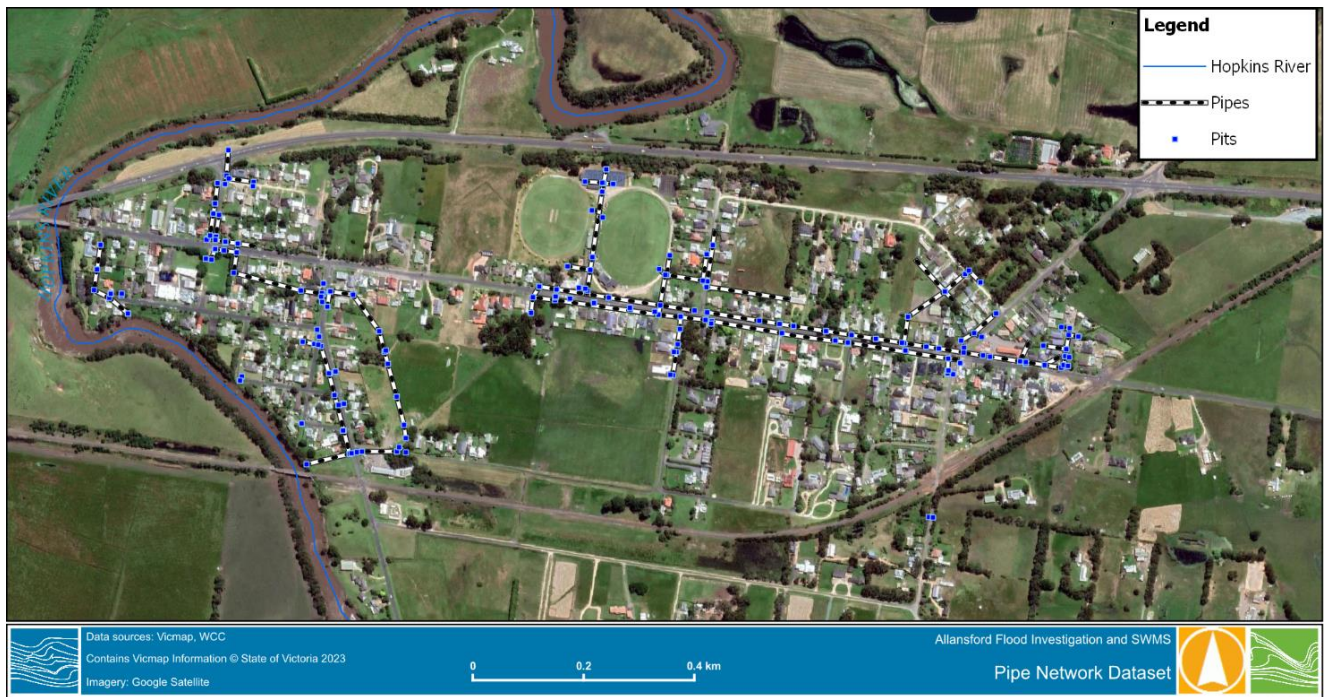 Legend
Hopkins River
Pipes
Pits
Data sources: Vicmap, WCC
Contains Vicmap Information © State of Victoria 2023
Imagery: Google Satellite
0 0.2 0.4 km
Allansford Flood Investigation and SWMS
Pipe Network Dataset